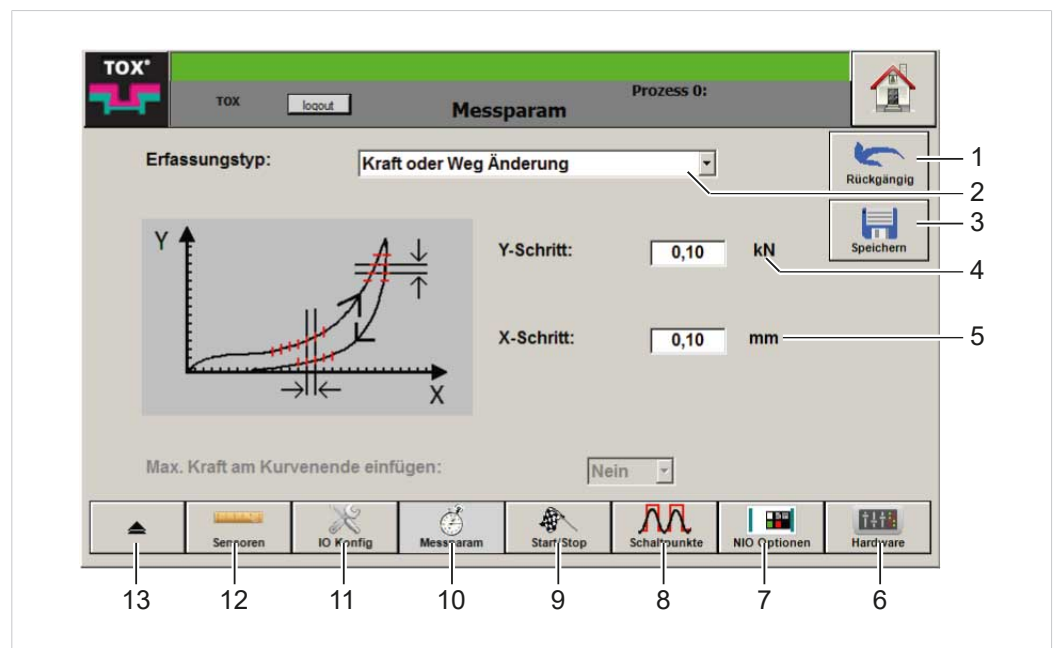 TOX®
TOX
logout
Messparam
Prozess 0:
Erfassungstyp:
Kraft oder Weg Änderung
Rückgängig
1
2
Speichern
3
Y
Y-Schritt:
0,10
kN
4
X-Schritt:
0,10
mm
5
X
Max. Kraft am Kurvenende einfügen:
Nein
Sensoren
IO Konfig
Messparam
Start/Stop
Schaltpunkte
NIO Optionen
Hardware
13
12
11
10
9
8
7
6